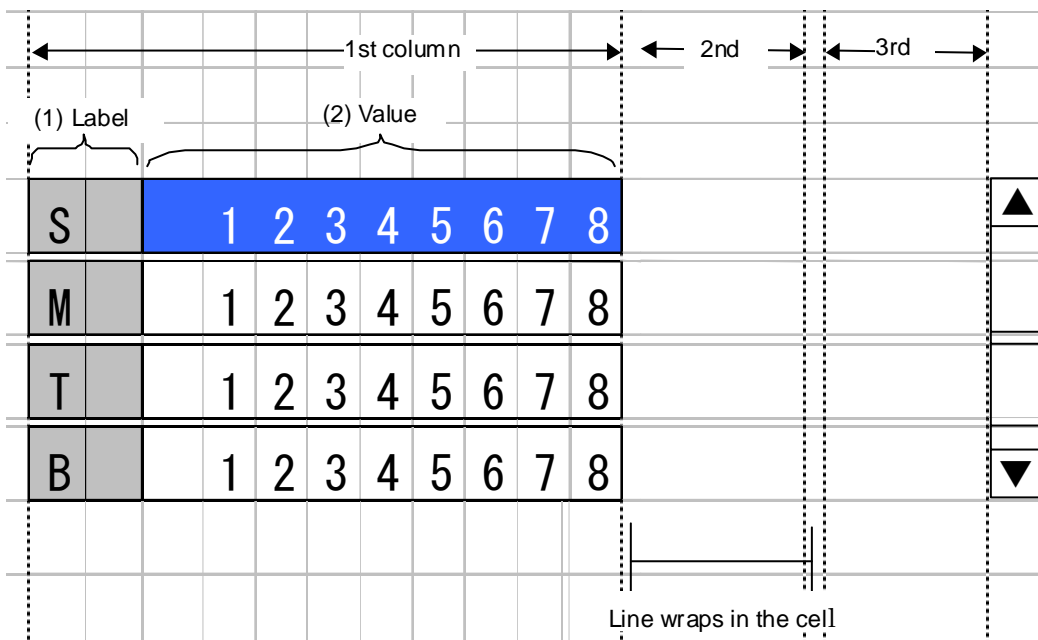 1st column 2nd 3rd
(1) Label (2) Value
S 1 2 3 4 5 6 7 8 ▲
M 1 2 3 4 5 6 7 8
T 1 2 3 4 5 6 7 8
B 1 2 3 4 5 6 7 8 ▼
Line wraps in the cell